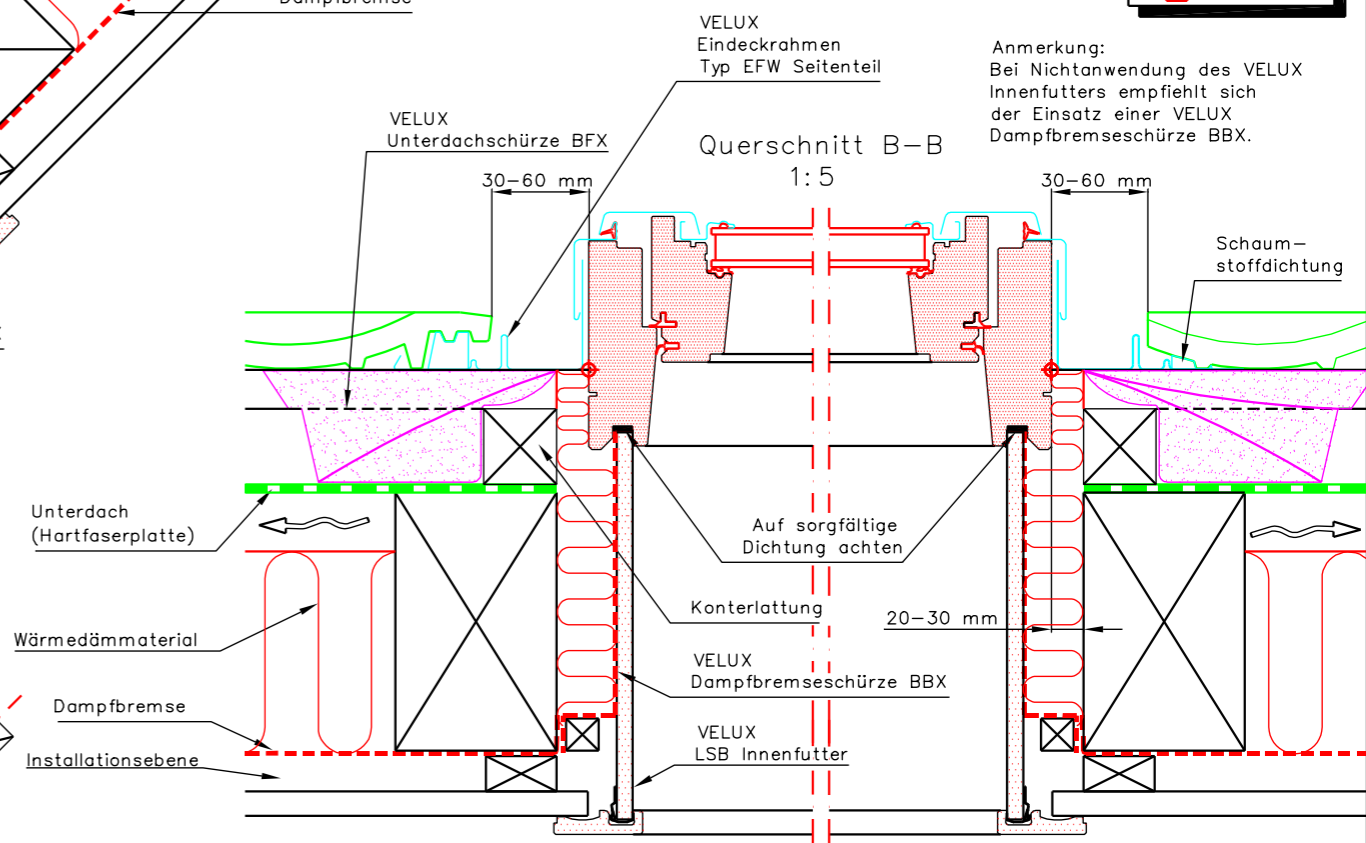 Dampfbremse
VELUX
Eindeckrahmen
Typ EFW Seitenteil
Anmerkung:
Bei Nichtanwendung des VELUX
Innenfutters empfiehlt sich
der Einsatz einer VELUX
Dampfbremseschürze BBX.
VELUX
Unterdachschürze BFX
Querschnitt B-B
1:5
30-60 mm
30-60 mm
Schaum-
stoffdichtung
Unterdach
(Hartfaserplatte)
Auf sorgfältige
Dichtung achten
Konterlattung
20-30 mm
Wärmedämmaterial
VELUX
Dampfbremseschürze BBX
Dampfbremse
VELUX
LSB Innenfutter
Installationsebene